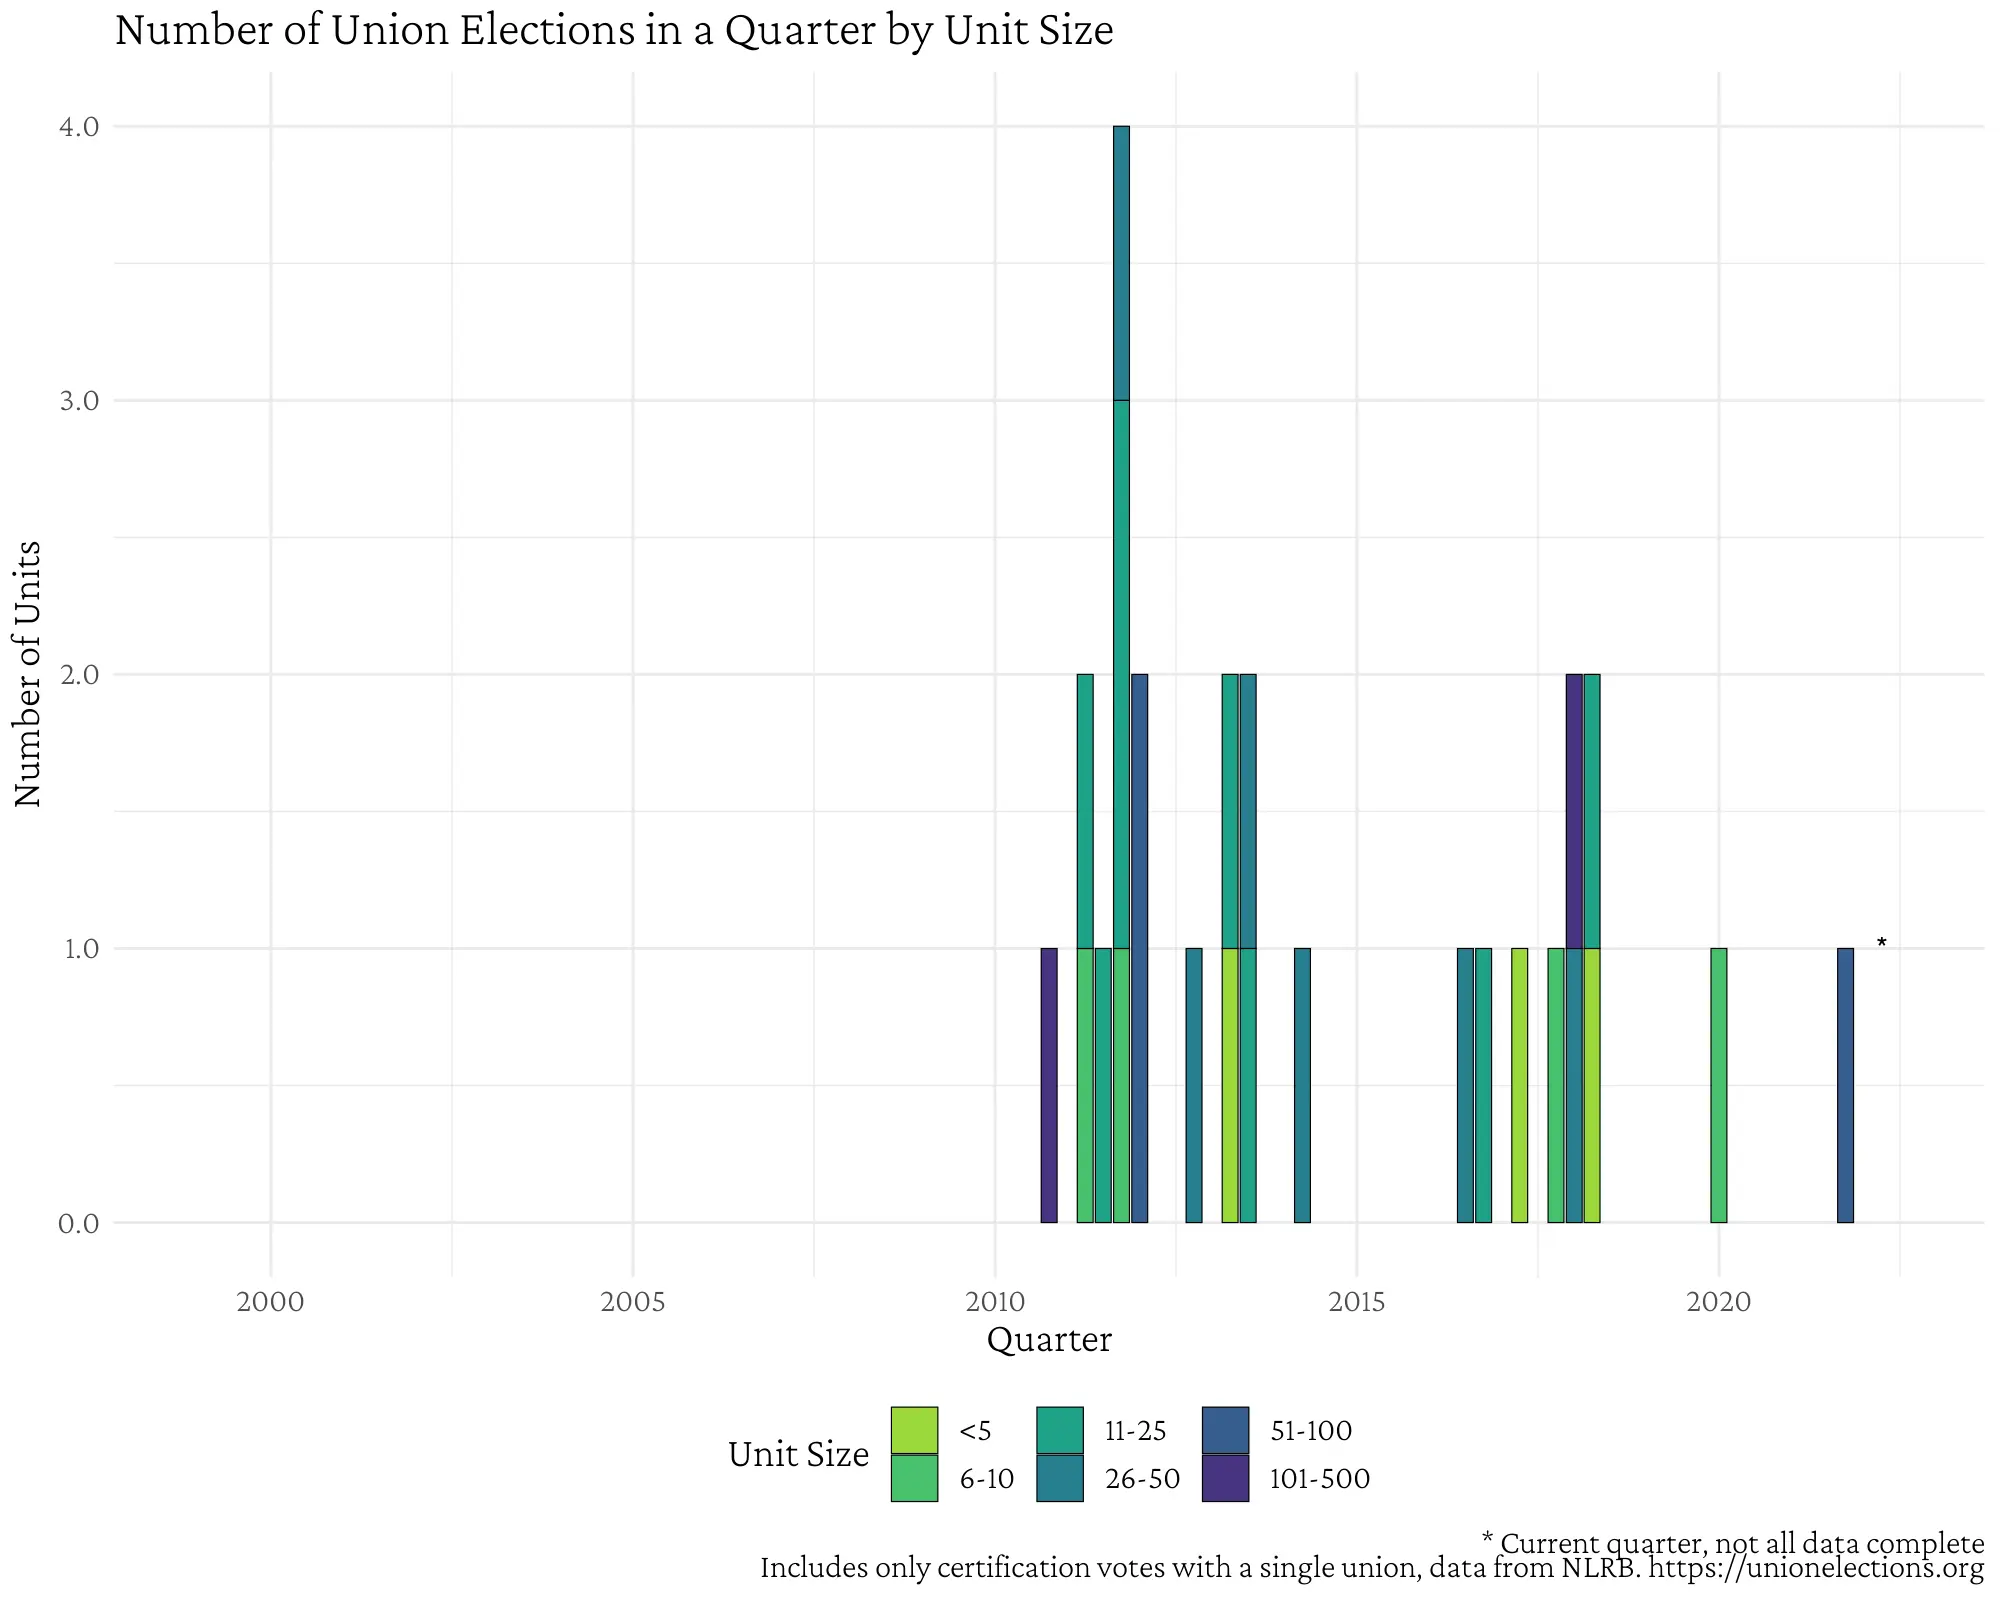 Number of Union Elections in a Quarter by Unit Size
Number of Units
4.0
3.0
2.0
1.0
0.0
*
2000 2005 2010 2015 2020
Quarter
Unit Size
<5 11-25 51-100
6-10 26-50 101-500
* Current quarter, not all data complete
Includes only certification votes with a single union, data from NLRB. https://unionelections.org